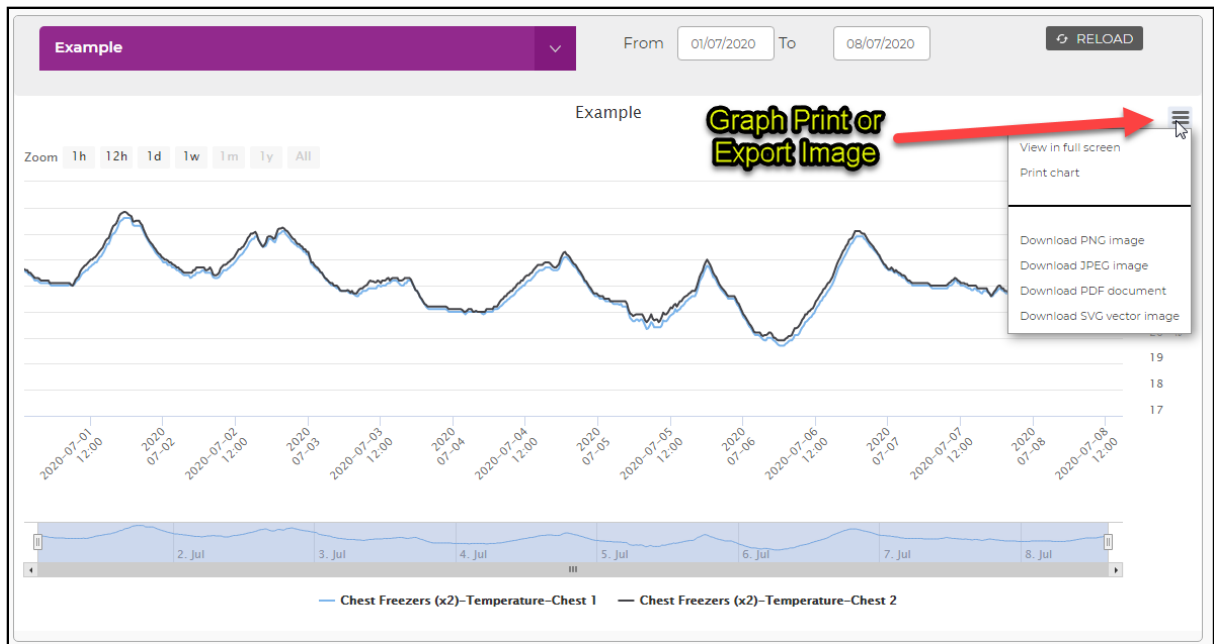 Example
From 01/07/2020 To 08/07/2020
RELOAD
Example
Graph Print or
Export Image
Zoom 1h 12h 1d 1w 1m 1y All
View in full screen
Print chart
Download PNG image
Download JPEG image
Download PDF document
Download SVG vector image
19
18
17
2020-07-01
12:00
2020
07-02
2020-07-02
12:00
2020
07-03
2020-07-03
12:00
2020
07-04
2020-07-04
12:00
2020
07-05
2020-07-05
12:00
2020
07-06
2020-07-06
12:00
2020
07-07
2020-07-07
12:00
2020
07-08
2020-07-08
12:00
2. Jul 3. Jul 4. Jul 5. Jul 6. Jul 7. Jul 8. Jul
Chest Freezers (x2)-Temperature-Chest 1 Chest Freezers (x2)-Temperature-Chest 2